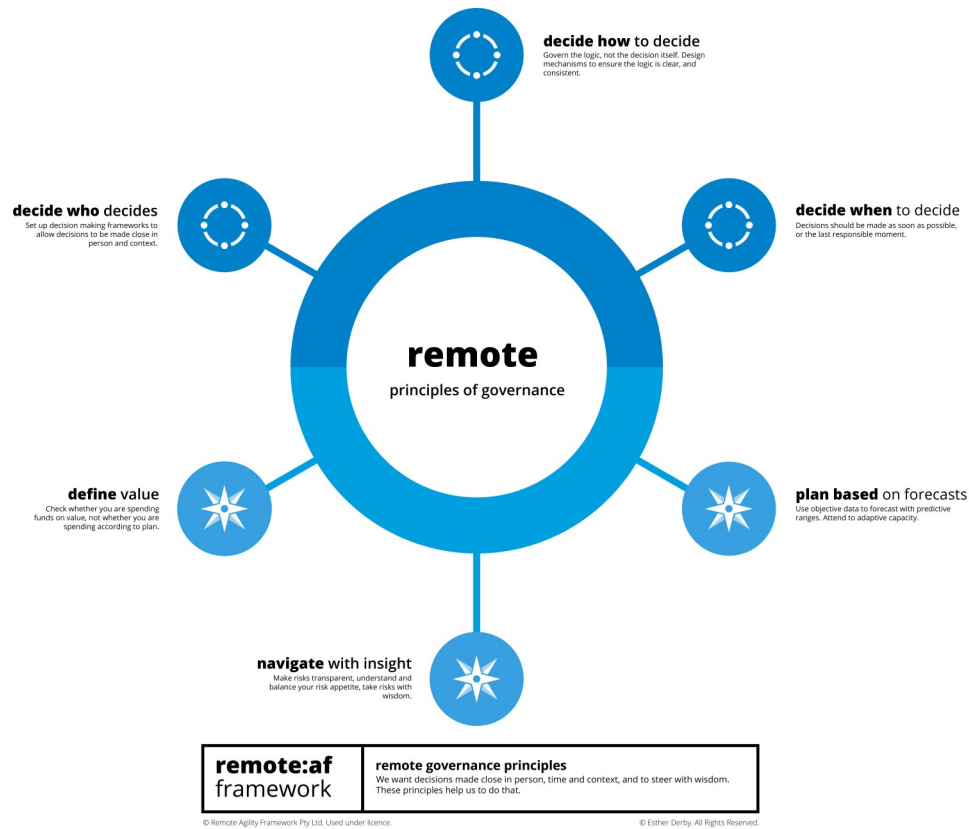 decide how to decide
Govern the logic, not the decision itself. Design
mechanisms to ensure the logic is clear, and
consistent.
decide who decides
Set up decision making frameworks to
allow decisions to be made close in
person and context.
decide when to decide
Decisions should be made as soon as possible,
or the last responsible moment.
remote
principles of governance
define value
Check whether you are spending
funds on value, not whether you are
spending according to plan.
plan based on forecasts
Use objective data to forecast with predictive
ranges. Attend to adaptive capacity.
navigate with insight
Make risks transparent, understand and
balance your risk appetite, take risks with
wisdom.
remote:af
framework
remote governance principles
We want decisions made close in person, time and context, and to steer with wisdom.
These principles help us to do that.
© Remote Agility Framework Pty Ltd. Used under licence.
© Esther Derby. All Rights Reserved.